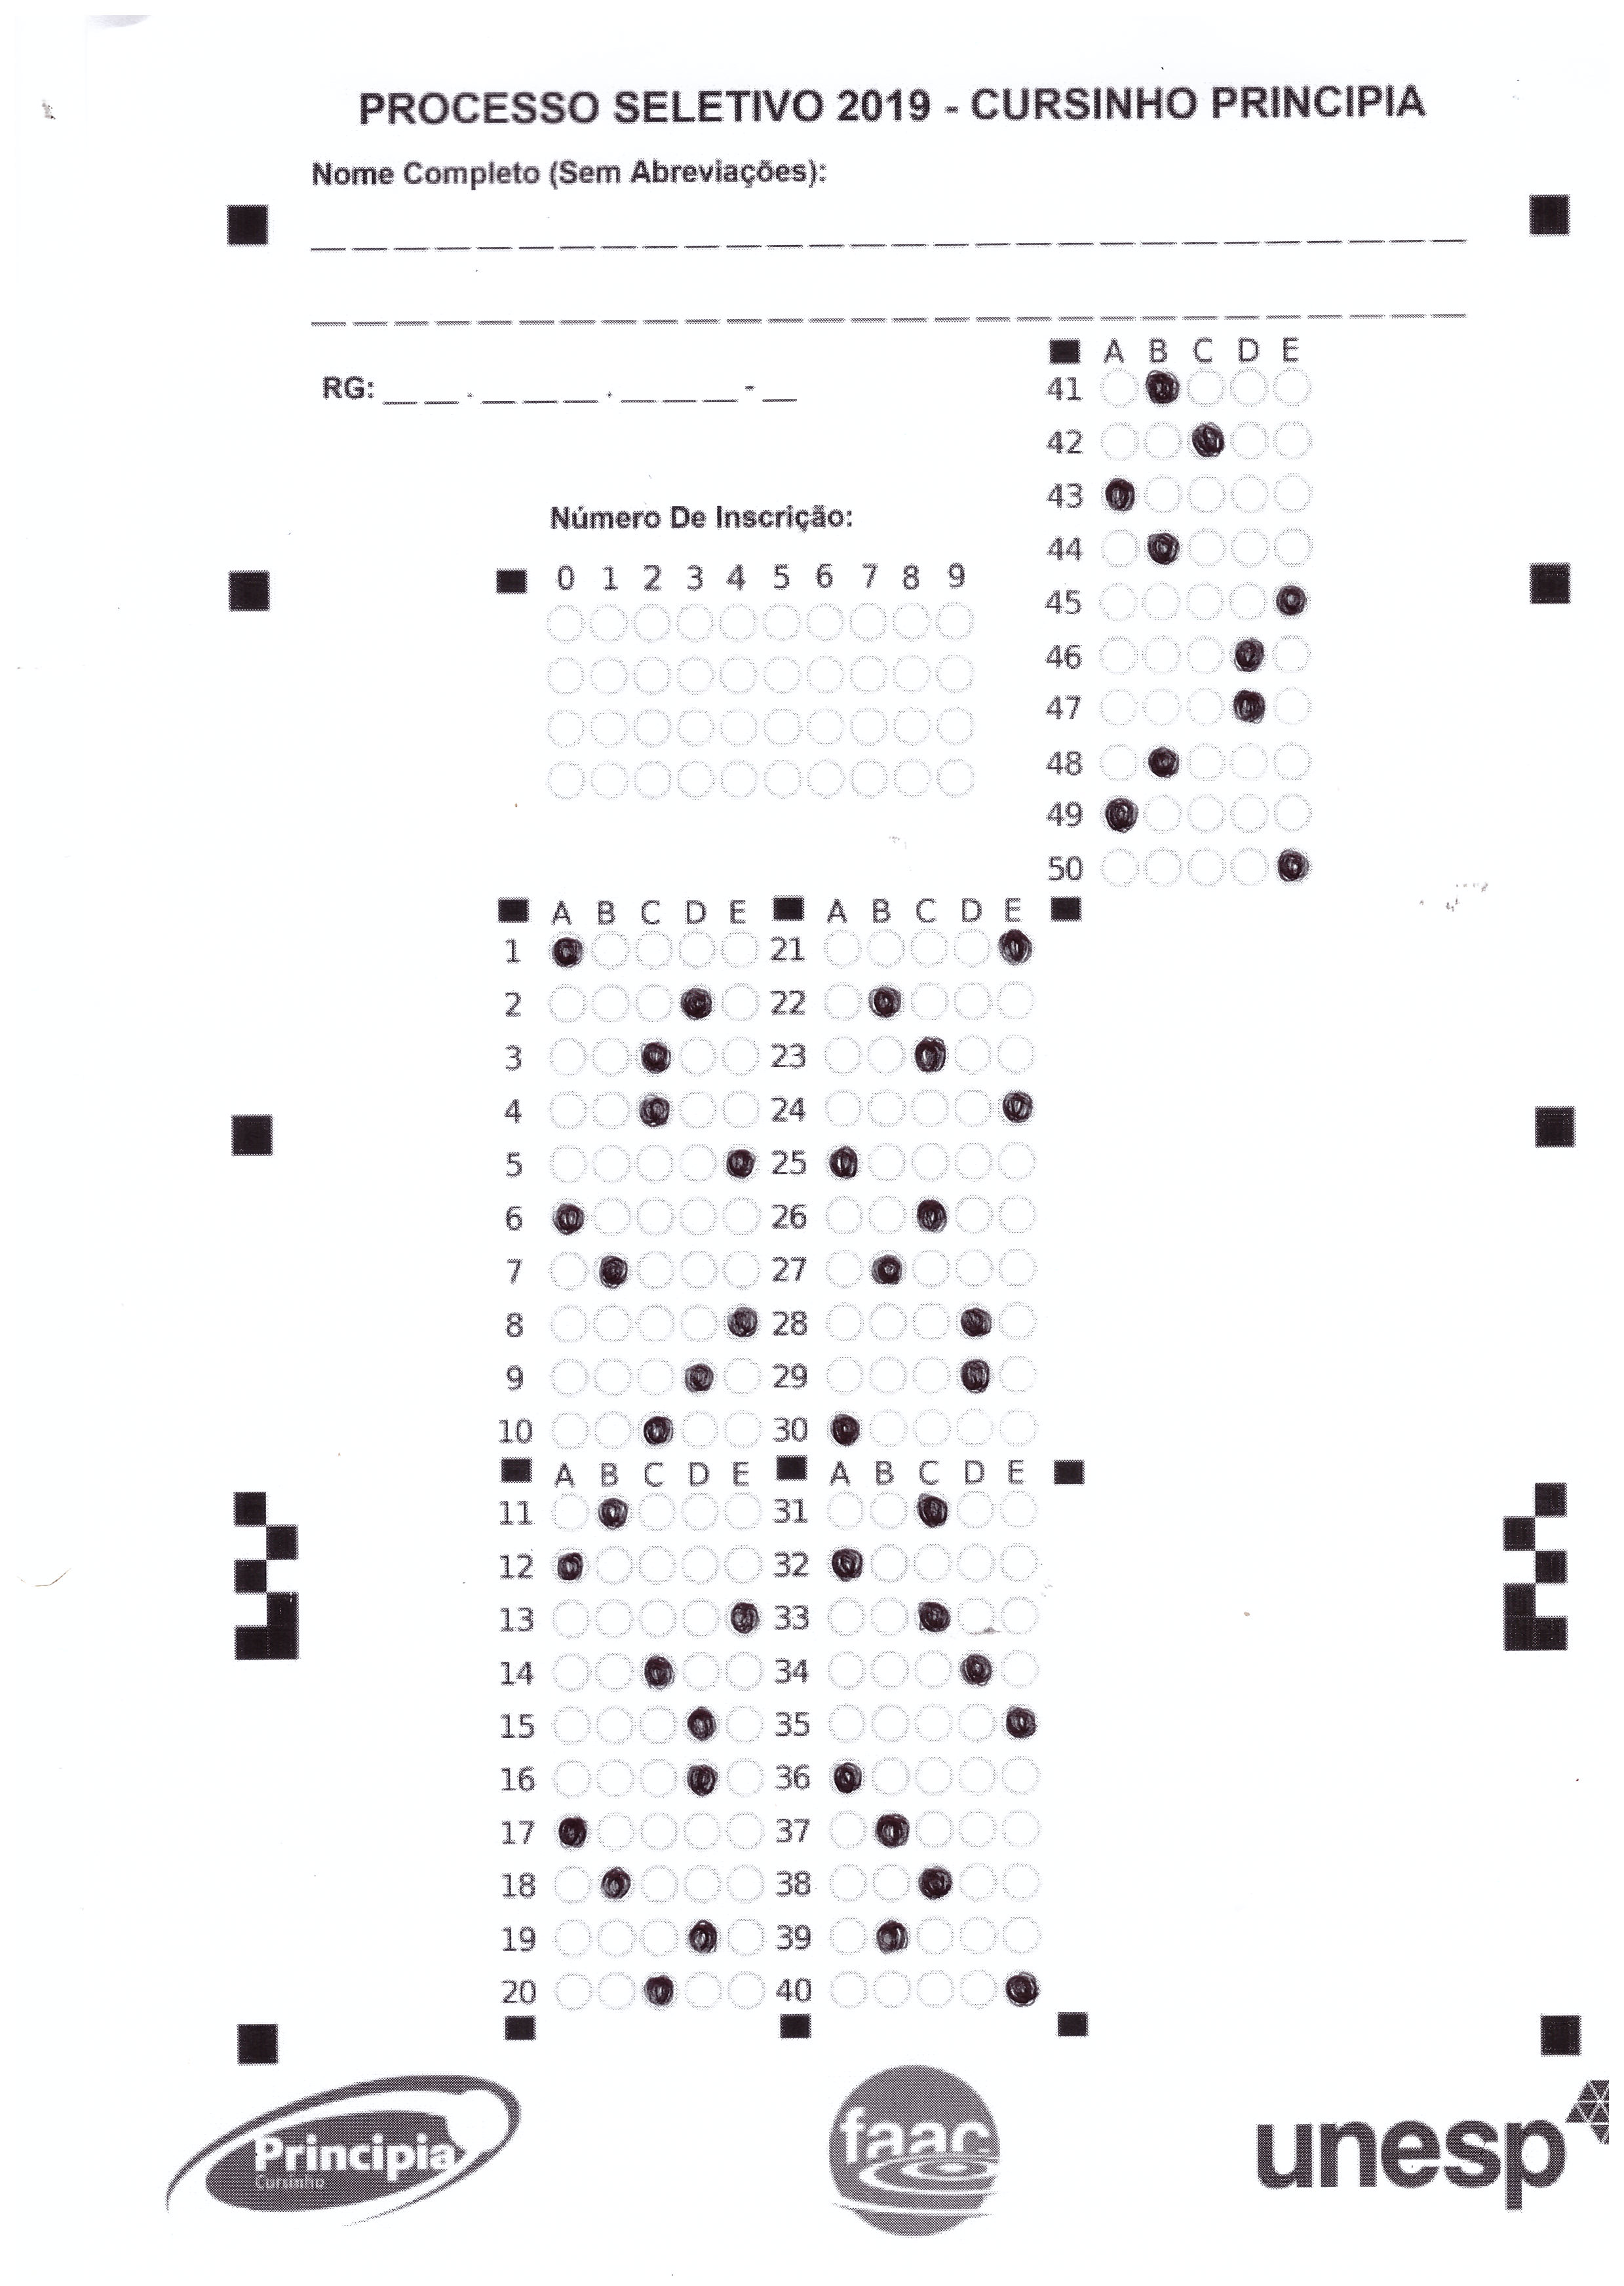 PROCESSO SELETIVO 2019 - CURSINHO PRINCIPIA
Nome Completo (Sem Abreviações):
RG: __ __ . __ __ __ . __ __ __ - __
A B C D E
41
42
43
44
45
46
47
48
49
50
Número De Inscrição:
0 1 2 3 4 5 6 7 8 9
A B C D E A B C D E
1 21
2 22
3 23
4 24
5 25
6 26
7 27
8 28
9 29
10 30
A B C D E A B C D E
11 31
12 32
13 33
14 34
15 35
16 36
17 37
18 38
19 39
20 40
Principia
Cursinho
faac
unesp